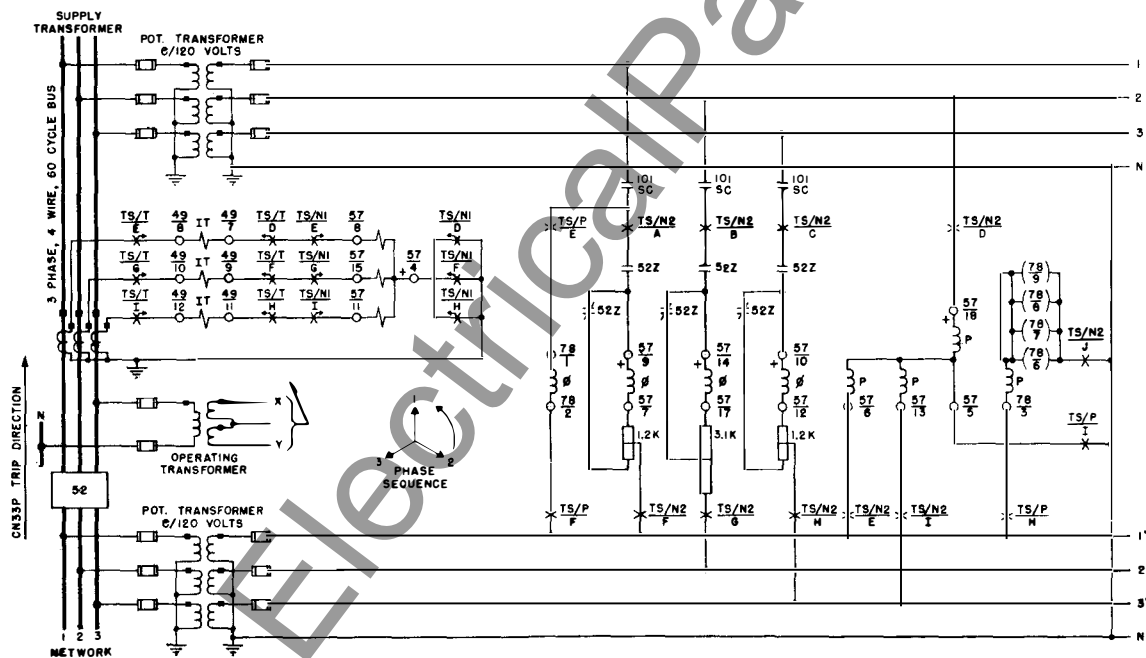 SUPPLY
TRANSFORMER
POT. TRANSFORMER
e/120 VOLTS
1
2
3
N
3 PHASE, 4 WIRE, 60 CYCLE BUS
101
SC
101
SC
101
SC
TS/T
E
49
8
IT
49
7
TS/T
D
TS/N1
E
57
8
TS/N1
D
TS/P
E
TS/N2
A
TS/N2
B
TS/N2
C
TS/N2
D
TS/T
G
49
10
IT
49
9
TS/T
F
TS/N1
G
57
15
+
57
4
TS/N1
F
52Z
52Z
52Z
78
9
78
6
78
7
78
6
TS/T
I
49
12
IT
49
11
TS/T
H
TS/N1
I
57
11
TS/N1
H
52Z
52Z
52Z
57
18
+
P
TS/N2
J
78
1
57
9
57
14
57
10
+
+
+
Ø
Ø
Ø
Ø
P
P
P
78
2
57
7
57
17
57
12
57
6
57
13
57
5
78
3
CN33P TRIP DIRECTION
N
X
Y
OPERATING
TRANSFORMER
1
3
2
PHASE
SEQUENCE
1.2K
3.1K
1.2K
TS/P
I
52
POT. TRANSFORMER
e/120 VOLTS
TS/P
F
TS/N2
F
TS/N2
G
TS/N2
H
TS/N2
E
TS/N2
I
TS/P
H
1'
2
3'
N
1 2 3
NETWORK
ElectricalPa